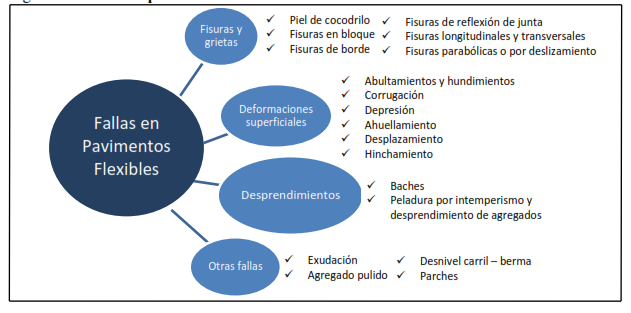 Fallas en
Pavimentos
Flexibles
Fisuras y
grietas
✓ Piel de cocodrilo
✓ Fisuras en bloque
✓ Fisuras de borde
✓ Fisuras de reflexión de junta
✓ Fisuras longitudinales y transversales
✓ Fisuras parabólicas o por deslizamiento
Deformaciones
superficiales
✓ Abultamientos y hundimientos
✓ Corrugación
✓ Depresión
✓ Ahuellamiento
✓ Desplazamiento
✓ Hinchamiento
Desprendimientos
✓ Baches
✓ Peladura por intemperismo y
desprendimiento de agregados
Otras fallas
✓ Exudación
✓ Agregado pulido
✓ Desnivel carril – berma
✓ Parches